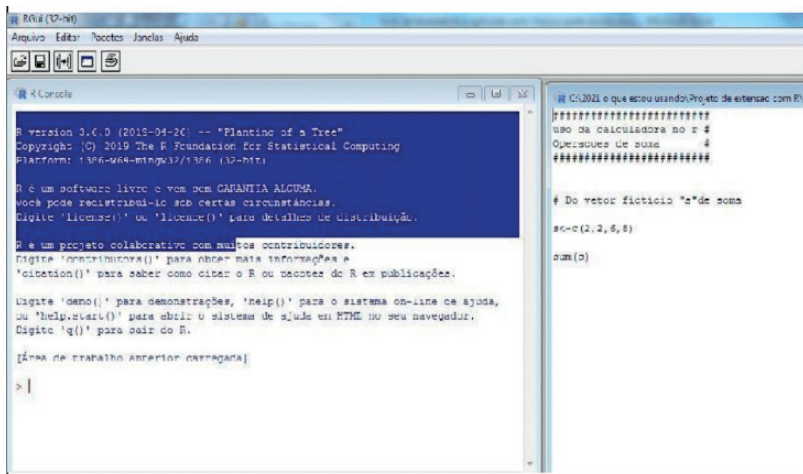 RGui (32-bit)
Arquivo Editar Pacotes Janelas Ajuda
R Console
R version 3.6.0 (2019-04-26) -- "Planting of a Tree"
Copyright (C) 2019 The R Foundation for Statistical Computing
Platform: i386-w64-mingw32/i386 (32-bit)
R é um software livre e vem sem GARANTIA ALGUMA.
Você pode redistribuí-lo sob certas circunstâncias.
Digite 'license()' ou 'licence()' para detalhes de distribuição.
R é um projeto colaborativo com muitos contribuidores.
Digite 'contributors()' para obter mais informações e
'citation()' para saber como citar o R ou pacotes do R em publicações.
Digite 'demo()' para demonstrações, 'help()' para o sistema on-line de ajuda,
ou 'help.start()' para abrir o sistema de ajuda em HTML no seu navegador.
Digite 'q()' para sair do R.
[Área de trabalho anterior carregada]
> |
C:\2021 o que estou usando\Projeto de extensao com R\
##########################
uso da calculadora no r #
Operacoes de soma #
##########################
# Do vetor ficticio "s"de soma
s<-c(2,2,6,8)
sum(s)